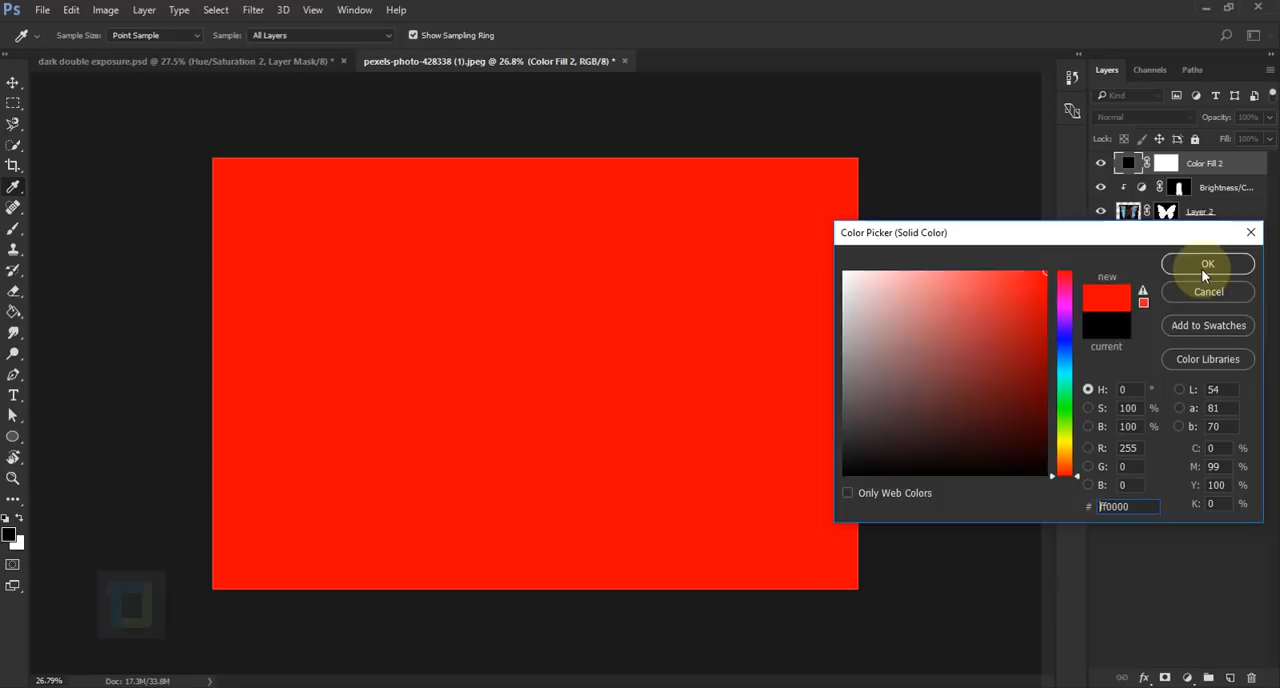 Ps File Edit Image Layer Type Select Filter 3D View Window Help
Sample Size: Point Sample Sample: All Layers Show Sampling Ring
dark double exposure.psd @ 27.5% (Hue/Saturation 2, Layer Mask/8) * × pexels-photo-428338 (1).jpeg @ 26.8% (Color Fill 2, RGB/8) * ×
Layers Channels Paths
Kind
Normal Opacity: 100%
Lock: Fill: 100%
Color Fill 2
Brightness/C...
Layer 2
Color Picker (Solid Color)
OK
new
Cancel
Add to Swatches
current
Color Libraries
H: 0 ° L: 54
S: 100 % a: 81
B: 100 % b: 70
R: 255 C: 0 %
G: 0 M: 99 %
B: 0 Y: 100 %
Only Web Colors
# ff0000 K: 0 %
26.79% Doc: 17.3M/33.8M